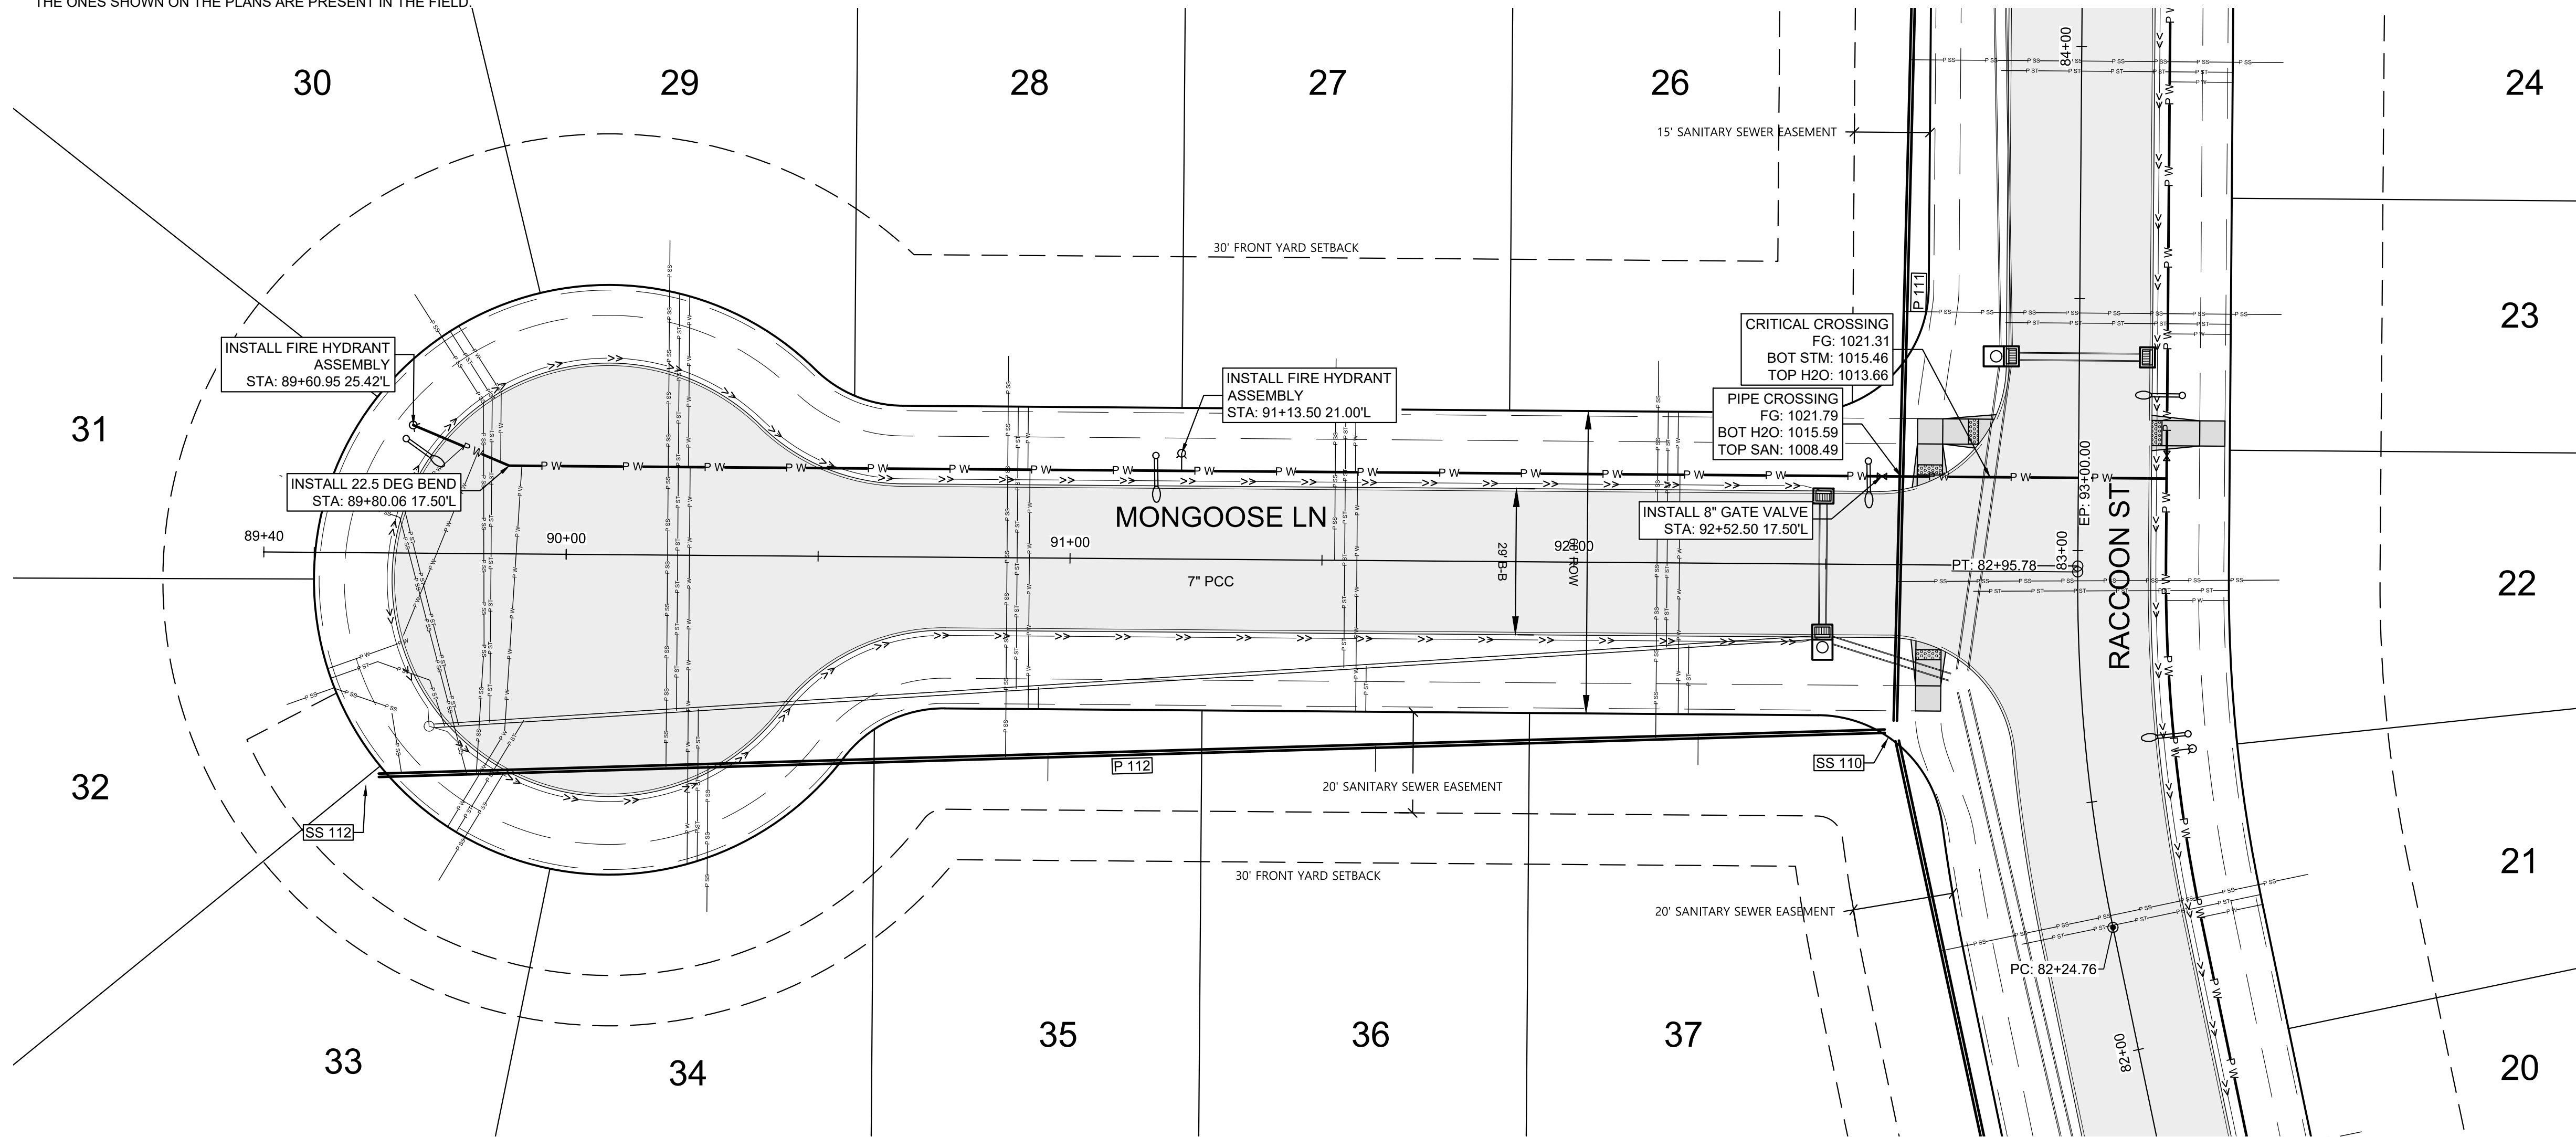 THE ONES SHOWN ON THE PLANS ARE PRESENT IN THE FIELD.
30
29
28
27
26
24
84+00
15' SANITARY SEWER EASEMENT
30' FRONT YARD SETBACK
P 111
23
CRITICAL CROSSING
FG: 1021.31
BOT STM: 1015.46
TOP H2O: 1013.66
INSTALL FIRE HYDRANT
ASSEMBLY
STA: 89+60.95 25.42'L
INSTALL FIRE HYDRANT
ASSEMBLY
STA: 91+13.50 21.00'L
PIPE CROSSING
FG: 1021.79
BOT H2O: 1015.59
TOP SAN: 1008.49
31
INSTALL 22.5 DEG BEND
STA: 89+80.06 17.50'L
P W P W P W P W P W P W P W P W P W P W P W P W P W P W P W P W P W P W P W
MONGOOSE LN
INSTALL 8" GATE VALVE
STA: 92+52.50 17.50'L
EP: 93+00.00
89+40
90+00
91+00
92+00
29' B-B
ROW
83+00
PT: 82+95.78
RACCOON ST
7" PCC
22
P SS
P ST
P W
32
P 112
SS 110
20' SANITARY SEWER EASEMENT
SS 112
30' FRONT YARD SETBACK
21
20' SANITARY SEWER EASEMENT
PC: 82+24.76
33
34
35
36
37
82+00
20